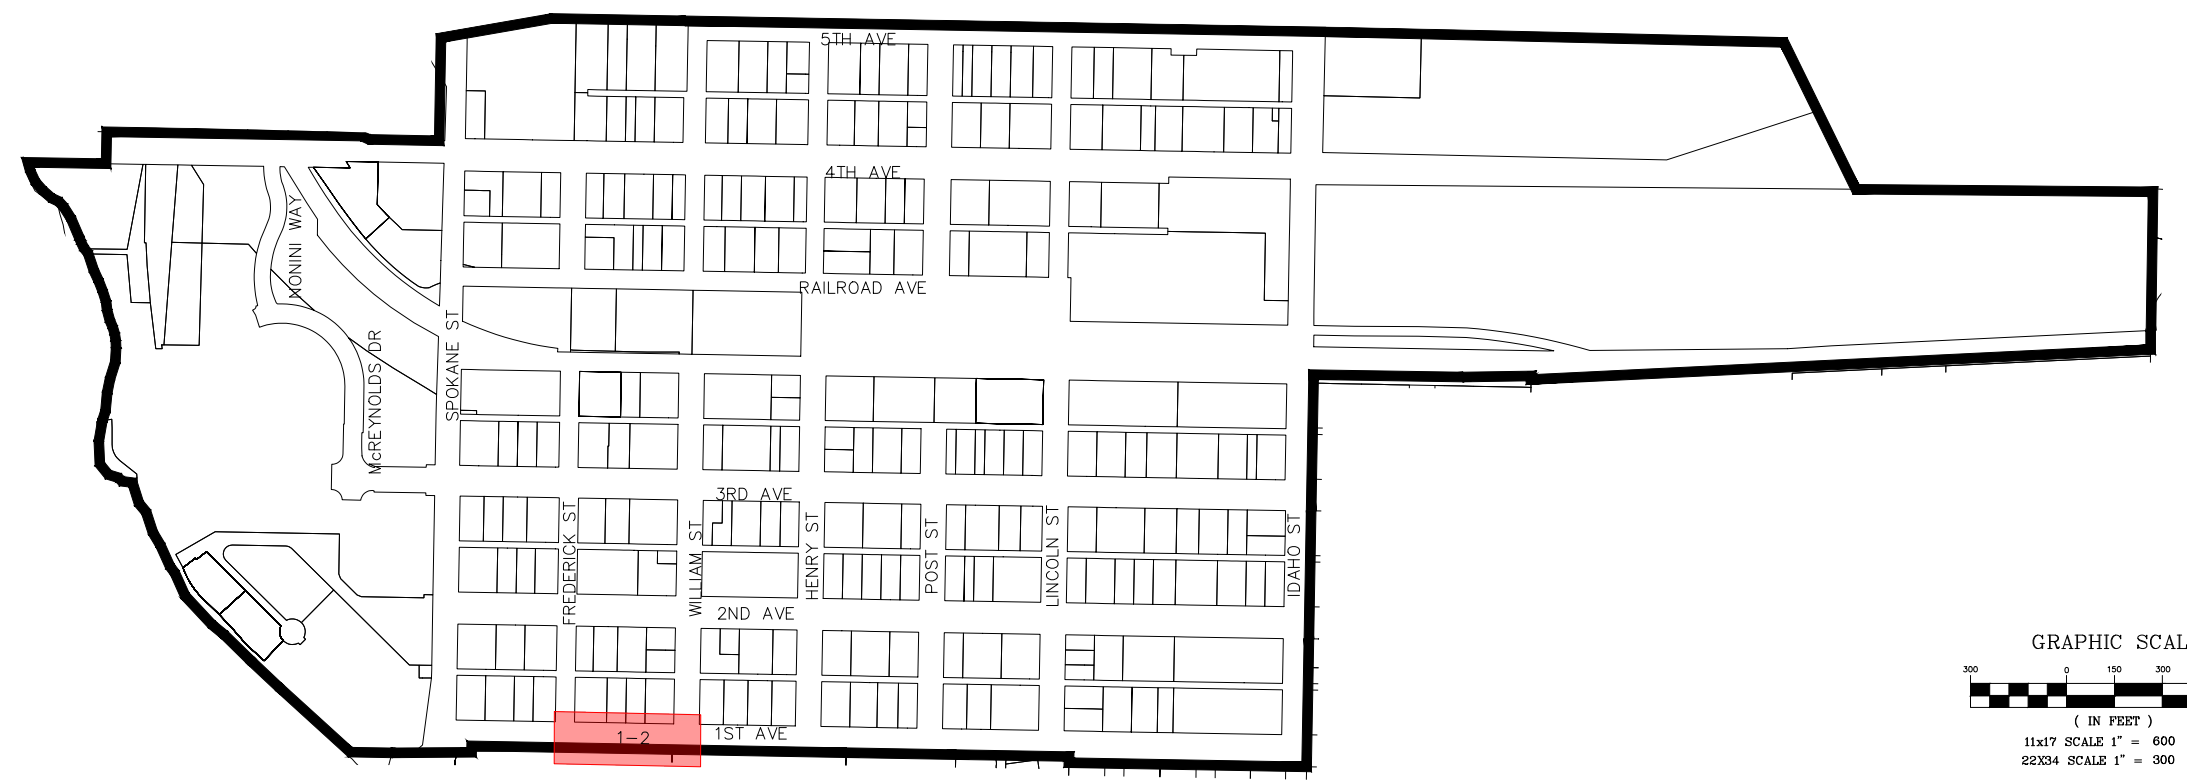 5TH AVE
4TH AVE
NONINI WAY
RAILROAD AVE
SPOKANE ST
McREYNOLDS DR
3RD AVE
FREDERICK ST
WILLIAM ST
HENRY ST
POST ST
LINCOLN ST
IDAHO ST
2ND AVE
1ST AVE
1-2
GRAPHIC SCAL
300 0 150 300
( IN FEET )
11x17 SCALE 1" = 600
22X34 SCALE 1" = 300